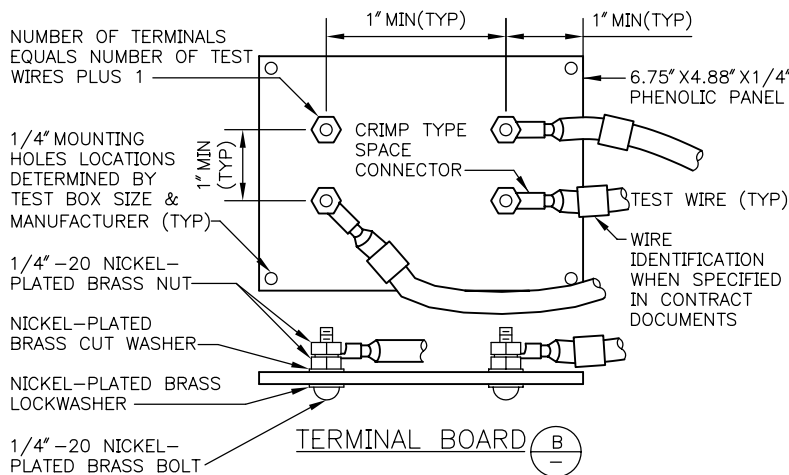 1" MIN(TYP)
1" MIN(TYP)
NUMBER OF TERMINALS
EQUALS NUMBER OF TEST
WIRES PLUS 1
6.75" X4.88" X1/4"
PHENOLIC PANEL
CRIMP TYPE
SPACE
CONNECTOR
1" MIN
(TYP)
1/4" MOUNTING
HOLES LOCATIONS
DETERMINED BY
TEST BOX SIZE &
MANUFACTURER (TYP)
TEST WIRE (TYP)
WIRE
IDENTIFICATION
WHEN SPECIFIED
IN CONTRACT
DOCUMENTS
1/4"-20 NICKEL-
PLATED BRASS NUT
NICKEL-PLATED
BRASS CUT WASHER
NICKEL-PLATED BRASS
LOCKWASHER
1/4"-20 NICKEL-
PLATED BRASS BOLT
TERMINAL BOARD
B
-